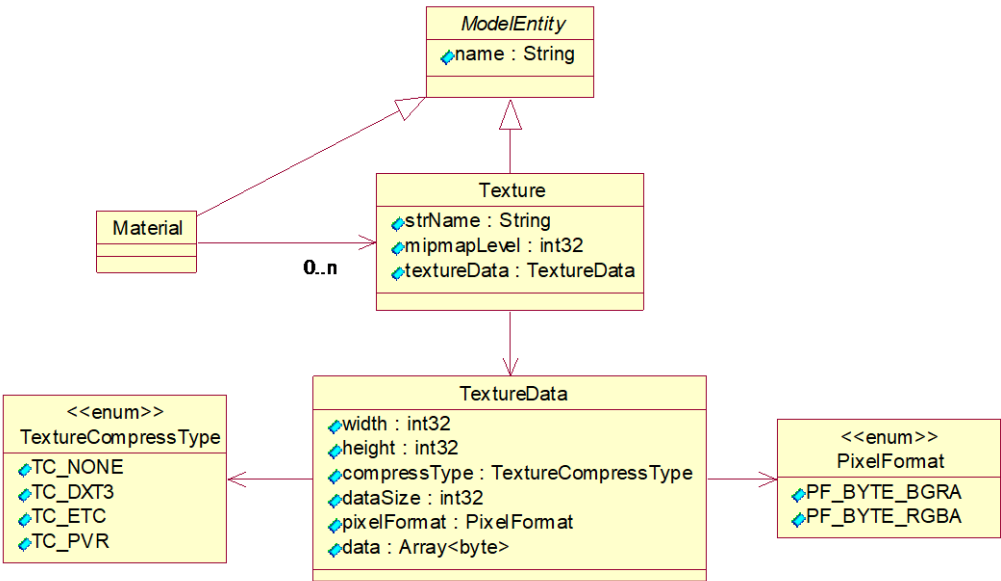 ModelEntity
name : String
Texture
strName : String
mipmapLevel : int32
textureData : TextureData
Material
0..n
TextureData
width : int32
height : int32
compressType : TextureCompressType
dataSize : int32
pixelFormat : PixelFormat
data : Array<byte>
<<enum>>
TextureCompressType
TC_NONE
TC_DXT3
TC_ETC
TC_PVR
<<enum>>
PixelFormat
PF_BYTE_BGRA
PF_BYTE_RGBA